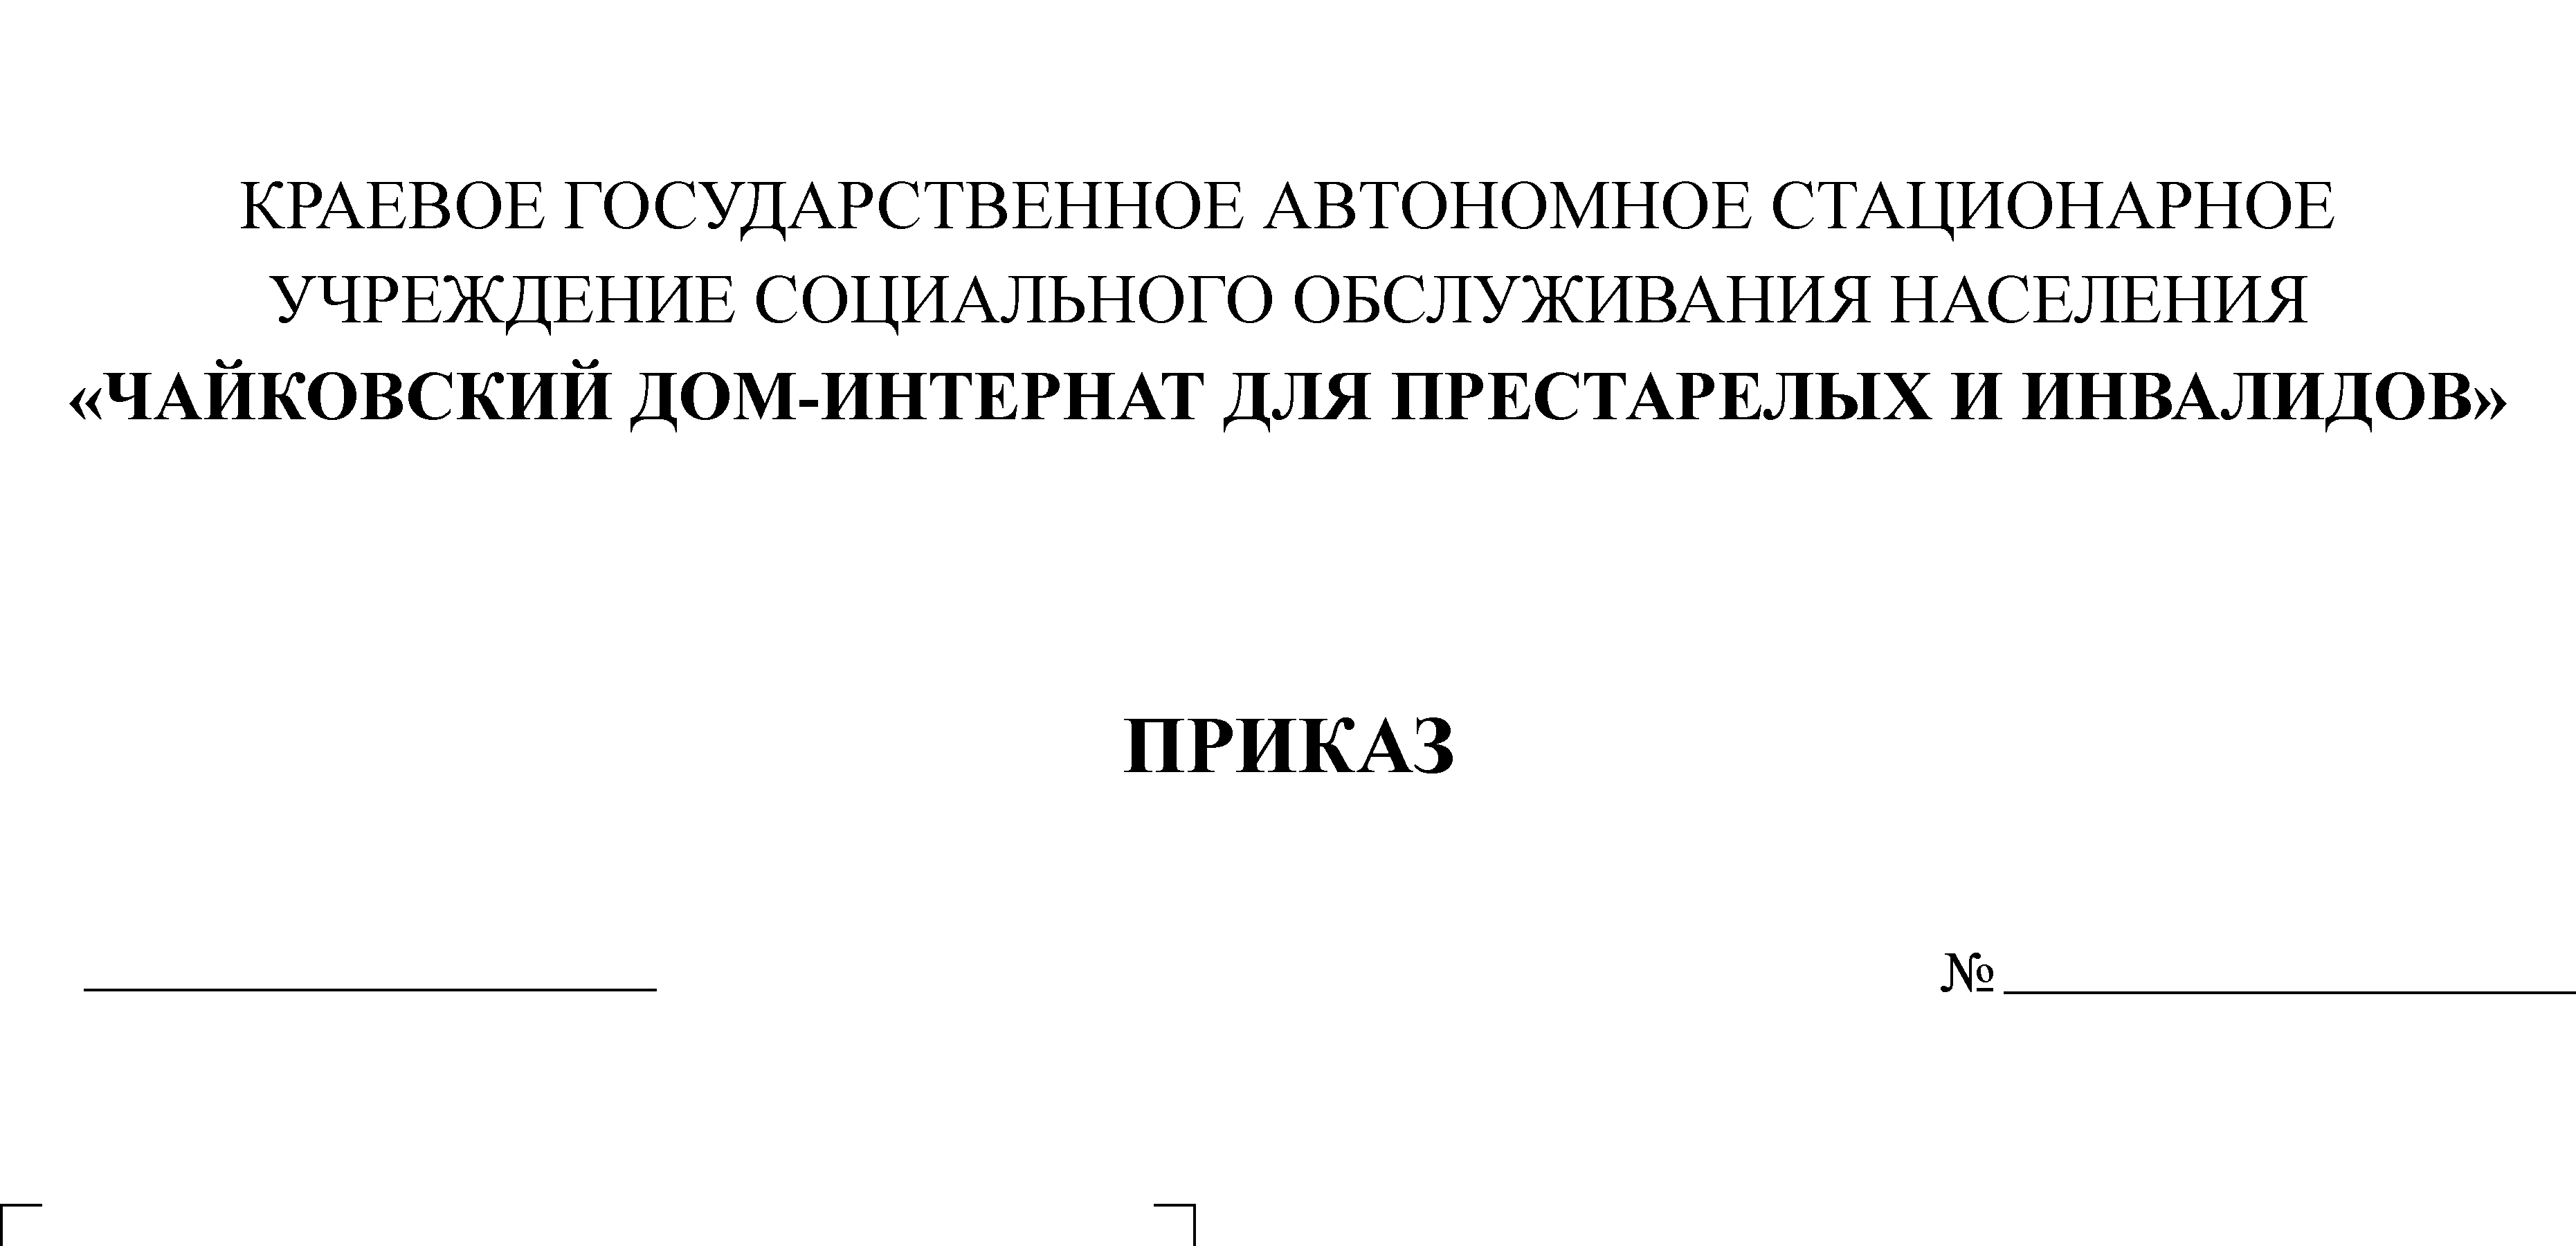 КРАЕВОЕ ГОСУДАРСТВЕННОЕ АВТОНОМНОЕ СТАЦИОНАРНОЕ
УЧРЕЖДЕНИЕ СОЦИАЛЬНОГО ОБСЛУЖИВАНИЯ НАСЕЛЕНИЯ
«ЧАЙКОВСКИЙ ДОМ-ИНТЕРНАТ ДЛЯ ПРЕСТАРЕЛЫХ И ИНВАЛИДОВ»
ПРИКАЗ
№